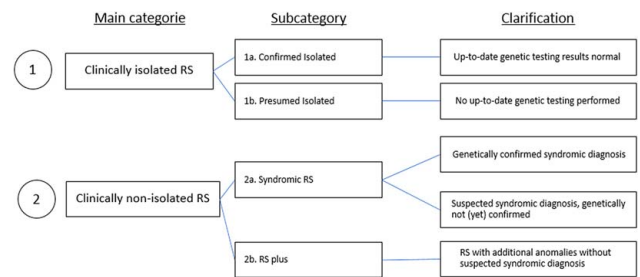 Main categorie
Subcategory
Clarification
1
Clinically isolated RS
1a. Confirmed Isolated
Up-to-date genetic testing results normal
1b. Presumed Isolated
No up-to-date genetic testing performed
2
Clinically non-isolated RS
2a. Syndromic RS
Genetically confirmed syndromic diagnosis
Suspected syndromic diagnosis, genetically
not (yet) confirmed
2b. RS plus
RS with additional anomalies without
suspected syndromic diagnosis